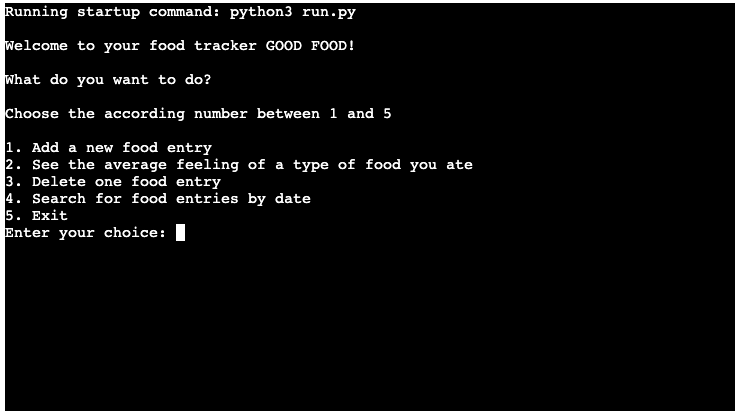 Running startup command: python3 run.py
Welcome to your food tracker GOOD FOOD!
What do you want to do?
Choose the according number between 1 and 5
1. Add a new food entry
2. See the average feeling of a type of food you ate
3. Delete one food entry
4. Search for food entries by date
5. Exit
Enter your choice: